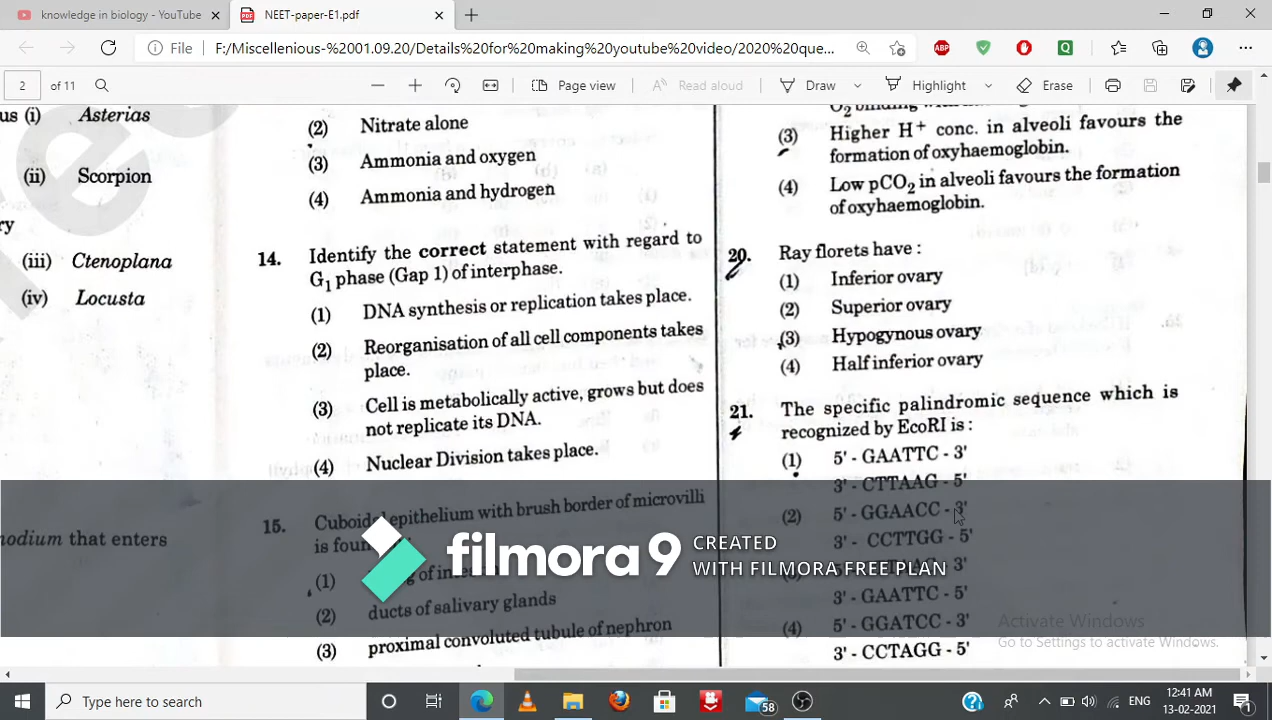 knowledge in biology - YouTube
NEET-paper-E1.pdf
File
F:/Miscellenious-%2001.09.20/Details%20for%20making%20youtube%20video/2020%20que...
ABP
Q
2
of 11
Page view
Read aloud
Draw
Highlight
Erase
us (i) Asterias
(ii) Scorpion
ry
(iii) Ctenoplana
(iv) Locusta
odium that enters
(2) Nitrate alone
(3) Ammonia and oxygen
(4) Ammonia and hydrogen
14. Identify the correct statement with regard to
G1 phase (Gap 1) of interphase.
(1) DNA synthesis or replication takes place.
(2) Reorganisation of all cell components takes
place.
(3) Cell is metabolically active, grows but does
not replicate its DNA.
(4) Nuclear Division takes place.
15. Cuboidal epithelium with brush border of microvilli
is foun
(1) of in
(2) ducts of salivary glands
(3) proximal convoluted tubule of nephron
O2 binding
(3) Higher H+ conc. in alveoli favours the
formation of oxyhaemoglobin.
(4) Low pCO2 in alveoli favours the formation
of oxyhaemoglobin.
20. Ray florets have :
(1) Inferior ovary
(2) Superior ovary
(3) Hypogynous ovary
(4) Half inferior ovary
21. The specific palindromic sequence which is
recognized by EcoRI is :
(1) 5' - GAATTC - 3'
3' - CTTAAG - 5'
(2) 5' - GGAACC - 3'
3' - CCTTGG - 5'
3'
3' - GAATTC - 5'
(4) 5' - GGATCC - 3'
3' - CCTAGG - 5'
filmora 9
CREATED
WITH FILMORA FREE PLAN
Activate Windows
Go to Settings to activate Windows.
Type here to search
58
ENG
12:41 AM
13-02-2021